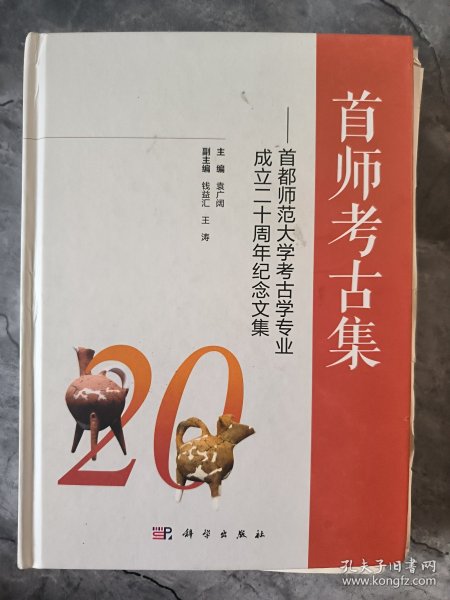 首师考古集
——首都师范大学考古学专业
成立二十周年纪念文集
主编 袁广阔
副主编 钱益汇 王涛
20
SP
科学出版社
孔夫子旧书网
www.kongfz.com